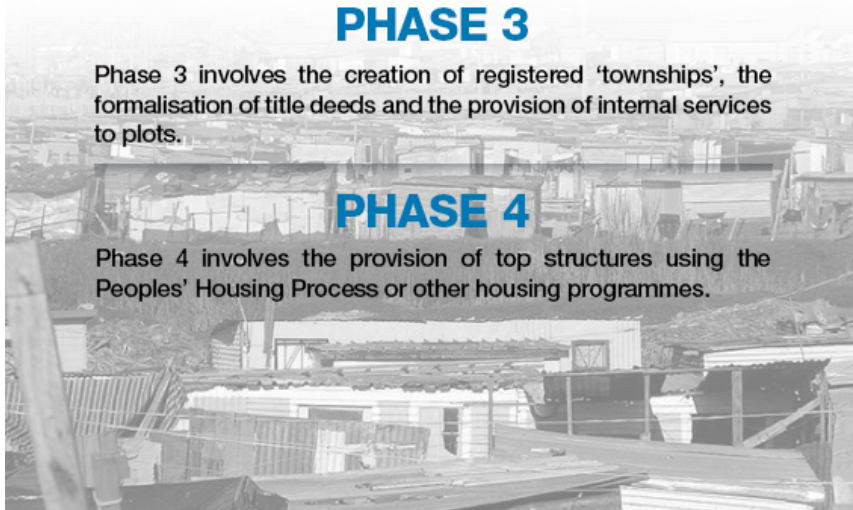 PHASE 3
Phase 3 involves the creation of registered ‘townships’, the
formalisation of title deeds and the provision of internal services
to plots.
PHASE 4
Phase 4 involves the provision of top structures using the
Peoples’ Housing Process or other housing programmes.